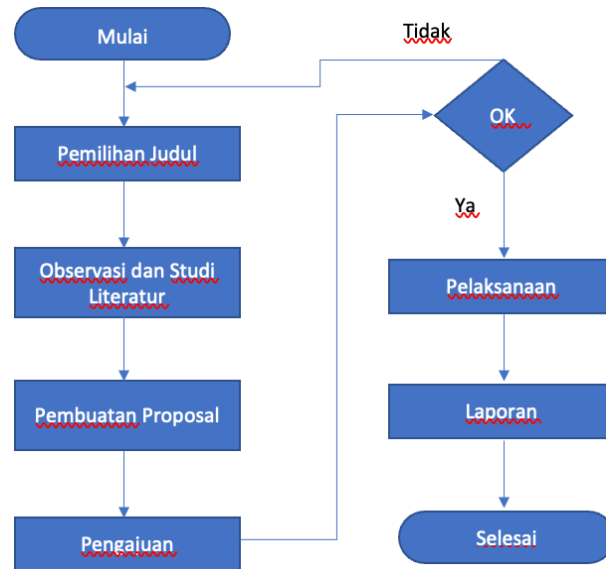 Mulai
Pemilihan Judul
Observasi dan Studi
Literatur
Pembuatan Proposal
Pengajuan
Tidak
OK
Ya
Pelaksanaan
Laporan
Selesai